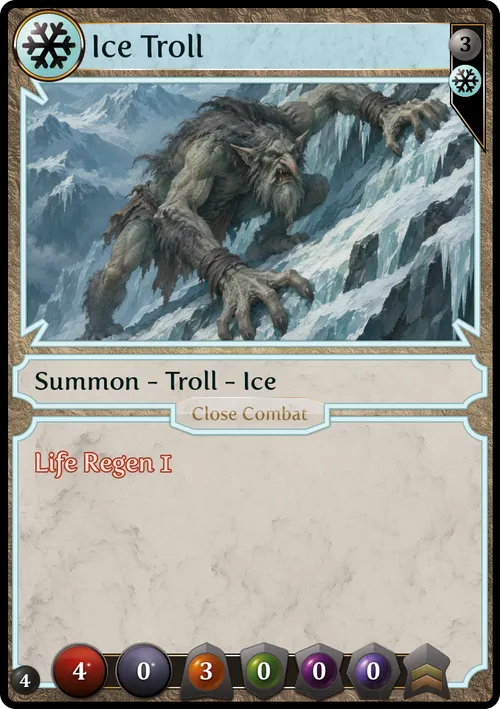 Ice Troll
3
Summon - Troll - Ice
Close Combat
Life Regen I
4
4* 0* 3 0 0 0